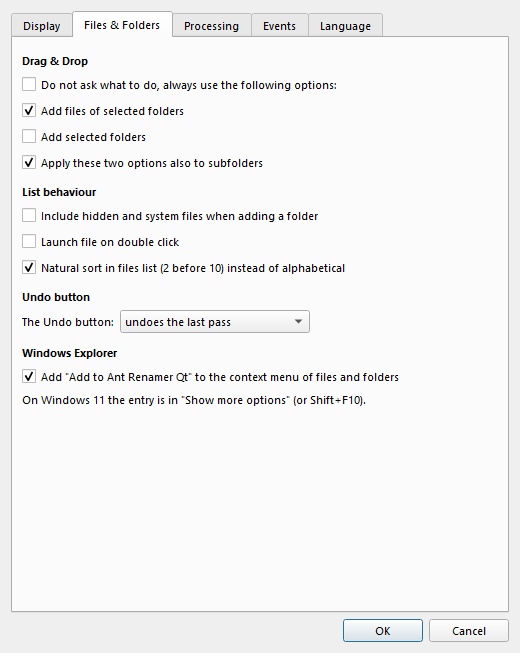 Display Files & Folders Processing Events Language
Drag & Drop
Do not ask what to do, always use the following options:
Add files of selected folders
Add selected folders
Apply these two options also to subfolders
List behaviour
Include hidden and system files when adding a folder
Launch file on double click
Natural sort in files list (2 before 10) instead of alphabetical
Undo button
The Undo button: undoes the last pass
Windows Explorer
Add "Add to Ant Renamer Qt" to the context menu of files and folders
On Windows 11 the entry is in "Show more options" (or Shift+F10).
OK Cancel